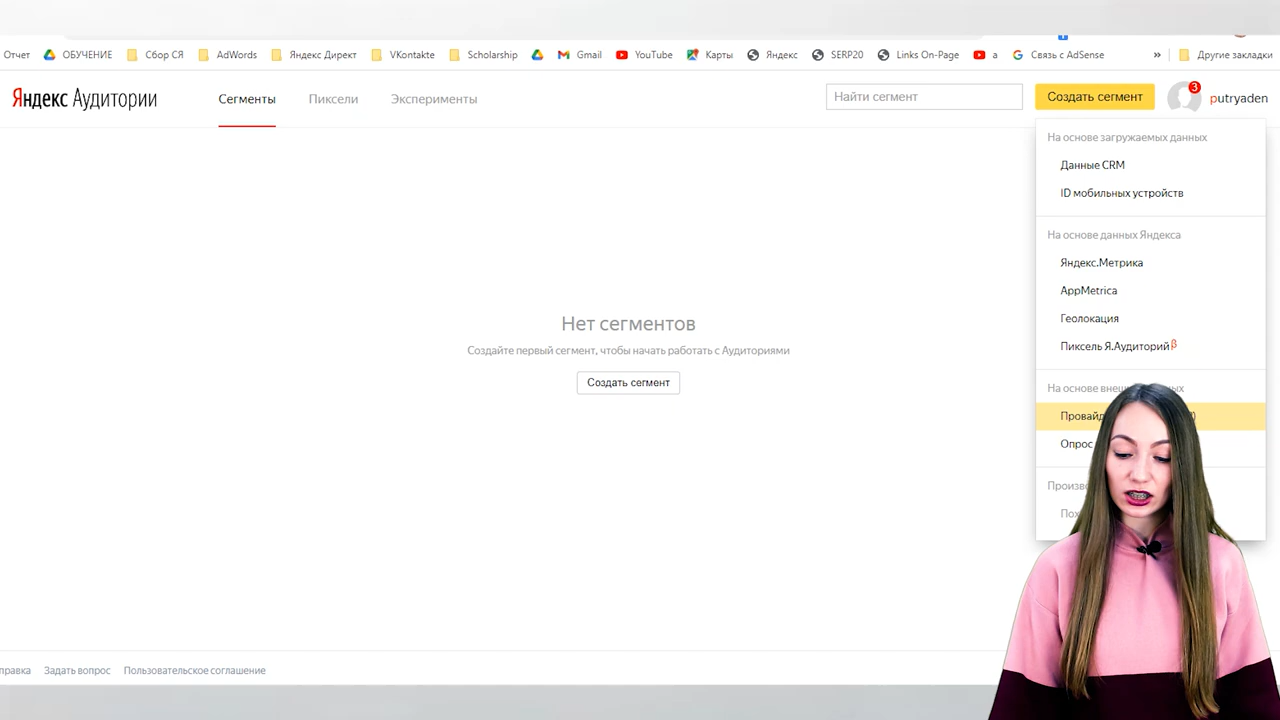 Отчет
ОБУЧЕНИЕ
Сбор СЯ
AdWords
Яндекс Директ
VKontakte
Scholarship
Gmail
YouTube
Карты
Яндекс
SERP20
Links On-Page
a
Связь с AdSense
»
Другие закладки
Яндекс Аудитории
Сегменты
Пиксели
Эксперименты
Найти сегмент
Создать сегмент
3
putryaden
На основе загружаемых данных
Данные CRM
ID мобильных устройств
На основе данных Яндекса
Яндекс.Метрика
AppMetrica
Геолокация
Пиксель Я.Аудиторий β
На основе
Опрос
Нет сегментов
Создайте первый сегмент, чтобы начать работать с Аудиториями
Создать сегмент
Задать вопрос
Пользовательское соглашение